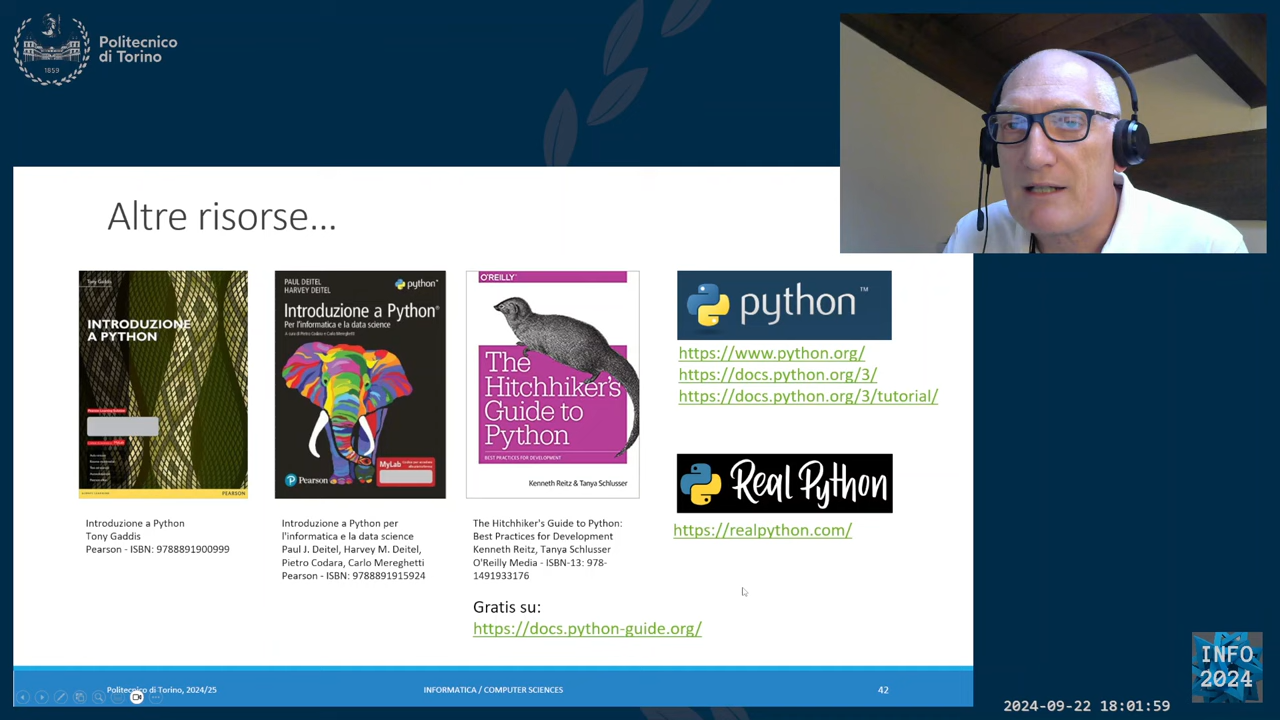 Politecnico
di Torino
1859
Altre risorse...
Tony Gaddis
INTRODUZIONE
A PYTHON
PEARSON
PAUL DEITEL
HARVEY DEITEL
python™
Introduzione a Python®
Per l'informatica e la data science
Pearson
MyLab
O'REILLY®
The
Hitchhiker's
Guide to
Python
BEST PRACTICES FOR DEVELOPMENT
Kenneth Reitz & Tanya Schlusser
python™
https://www.python.org/
https://docs.python.org/3/
https://docs.python.org/3/tutorial/
Real Python
https://realpython.com/
Introduzione a Python
Tony Gaddis
Pearson - ISBN: 9788891900999
Introduzione a Python per
l'informatica e la data science
Paul J. Deitel, Harvey M. Deitel,
Pietro Codara, Carlo Mereghetti
Pearson - ISBN: 9788891915924
The Hitchhiker's Guide to Python:
Best Practices for Development
Kenneth Reitz, Tanya Schlusser
O'Reilly Media - ISBN-13: 978-
1491933176
Gratis su:
https://docs.python-guide.org/
Politecnico di Torino, 2024/25
INFORMATICA / COMPUTER SCIENCES
42
INFO
2024
2024-09-22 18:01:59